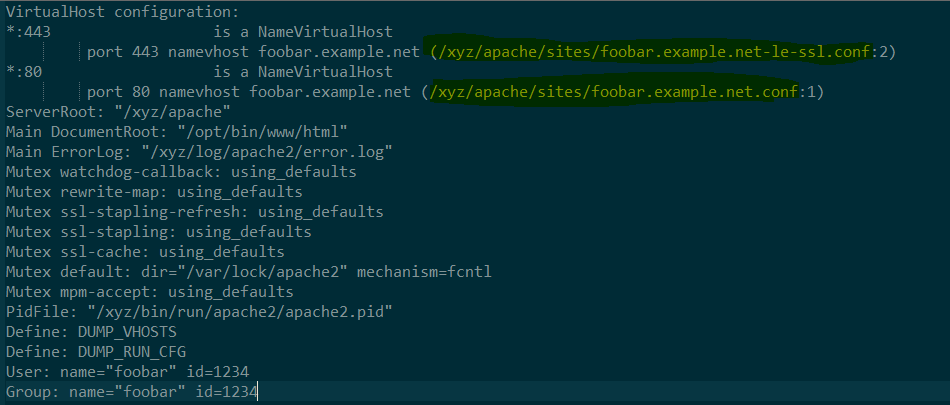 VirtualHost configuration:
*:443 is a NameVirtualHost
port 443 namevhost foobar.example.net (/xyz/apache/sites/foobar.example.net-le-ssl.conf:2)
*:80 is a NameVirtualHost
port 80 namevhost foobar.example.net (/xyz/apache/sites/foobar.example.net.conf:1)
ServerRoot: "/xyz/apache"
Main DocumentRoot: "/opt/bin/www/html"
Main ErrorLog: "/xyz/log/apache2/error.log"
Mutex watchdog-callback: using_defaults
Mutex rewrite-map: using_defaults
Mutex ssl-stapling-refresh: using_defaults
Mutex ssl-stapling: using_defaults
Mutex ssl-cache: using_defaults
Mutex default: dir="/var/lock/apache2" mechanism=fcntl
Mutex mpm-accept: using_defaults
PidFile: "/xyz/bin/run/apache2/apache2.pid"
Define: DUMP_VHOSTS
Define: DUMP_RUN_CFG
User: name="foobar" id=1234
Group: name="foobar" id=1234